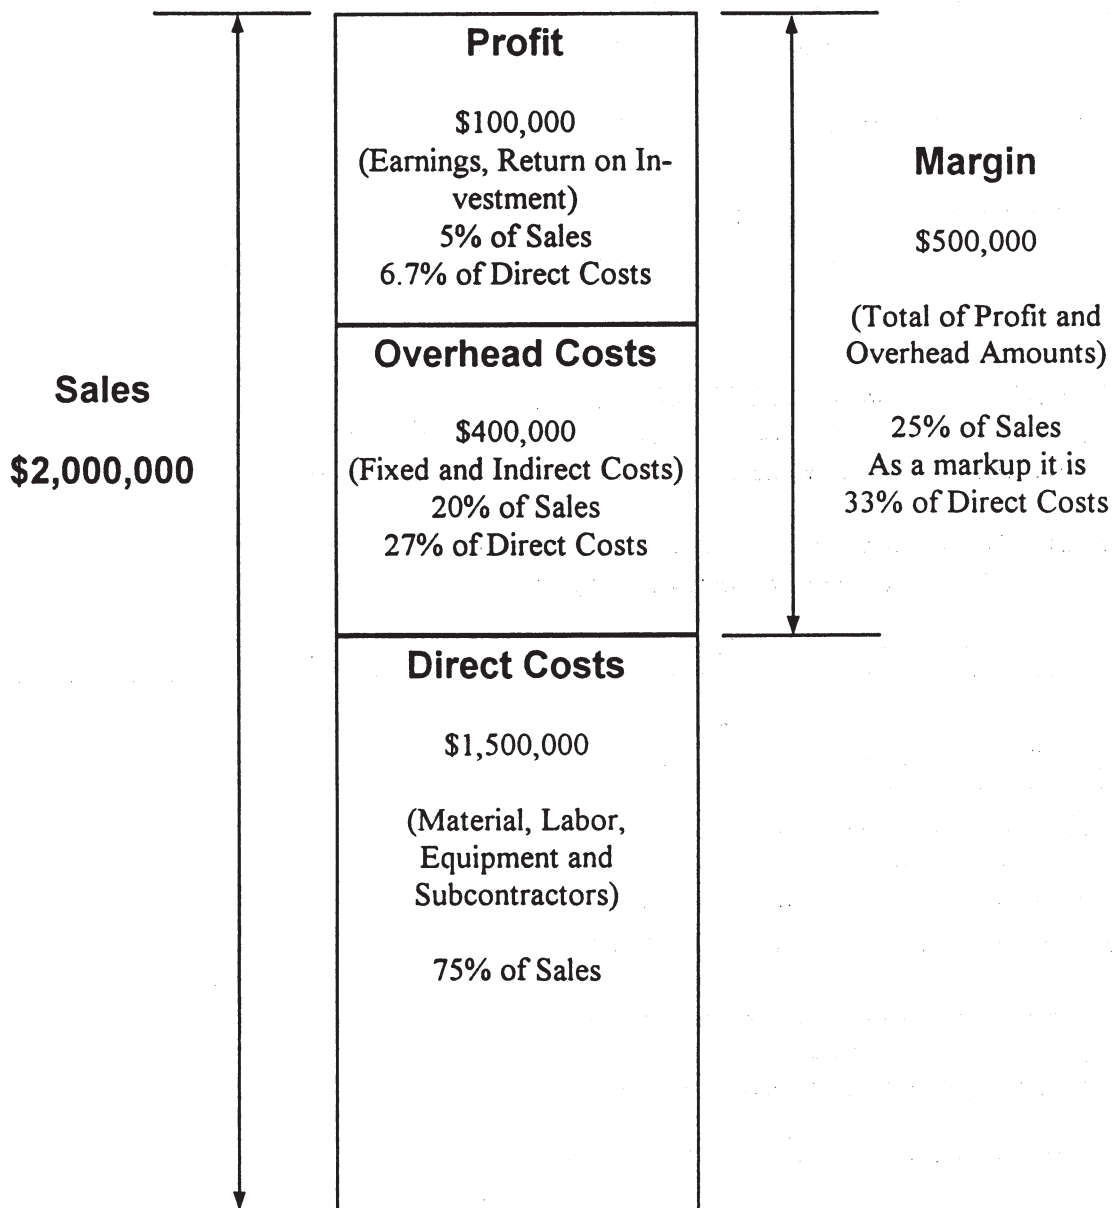 Profit
$100,000
(Earnings, Return on In-
vestment)
5% of Sales
6.7% of Direct Costs
Overhead Costs
$400,000
(Fixed and Indirect Costs)
20% of Sales
27% of Direct Costs
Direct Costs
$1,500,000
(Material, Labor,
Equipment and
Subcontractors)
75% of Sales
Sales
$2,000,000
Margin
$500,000
(Total of Profit and
Overhead Amounts)
25% of Sales
As a markup it is
33% of Direct Costs